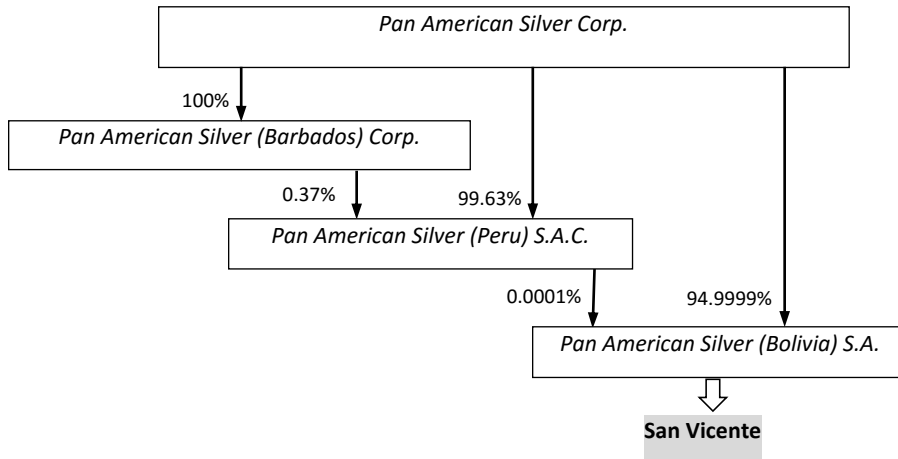 Pan American Silver Corp.
100%
Pan American Silver (Barbados) Corp.
0.37%
99.63%
Pan American Silver (Peru) S.A.C.
0.0001%
94.9999%
Pan American Silver (Bolivia) S.A.
San Vicente